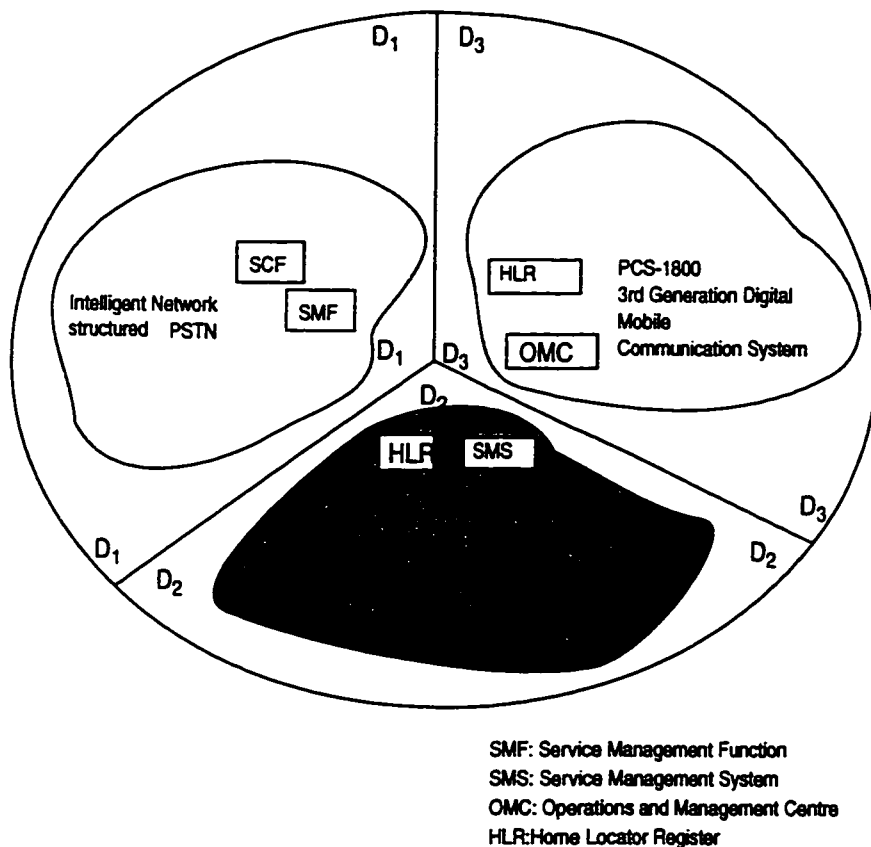 D1 D3
SCF
SMF
Intelligent Network
structured PSTN
HLR
OMC
PCS-1800
3rd Generation Digital
Mobile
Communication System
D1 D3
D2
HLR SMS
D1
D2
D3
D2
SMF: Service Management Function
SMS: Service Management System
OMC: Operations and Management Centre
HLR:Home Locator Register